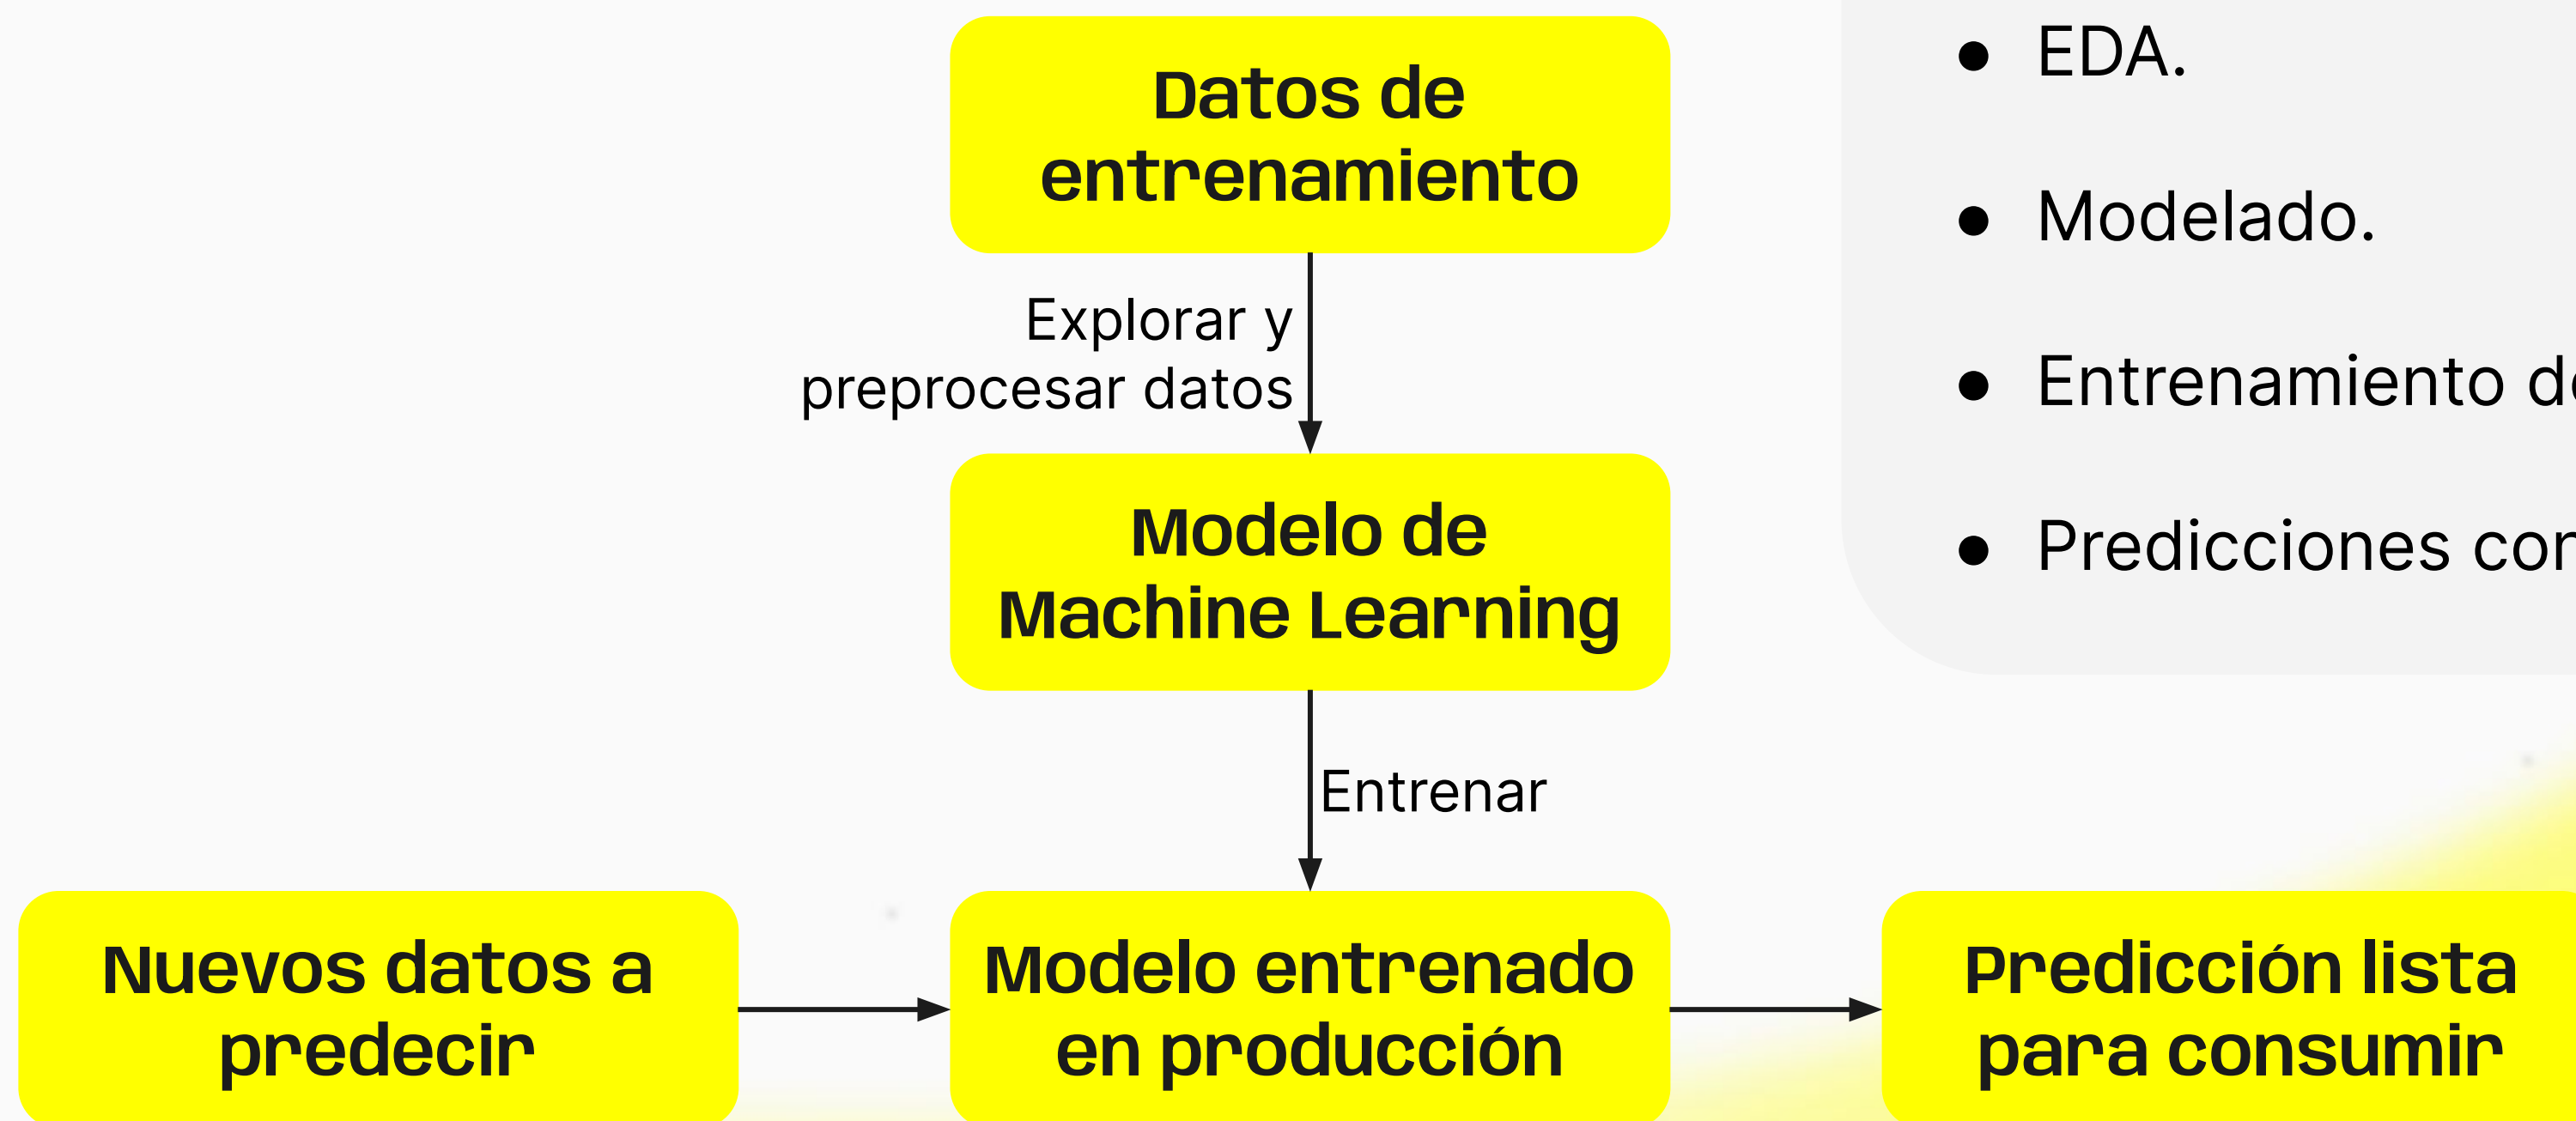 Datos de
entrenamiento
Explorar y
preprocesar datos
Modelo de
Machine Learning
Entrenar
Nuevos datos a
predecir
Modelo entrenado
en producción
Predicción lista
para consumir
● EDA.
● Modelado.
● Entrenamiento
● Predicciones